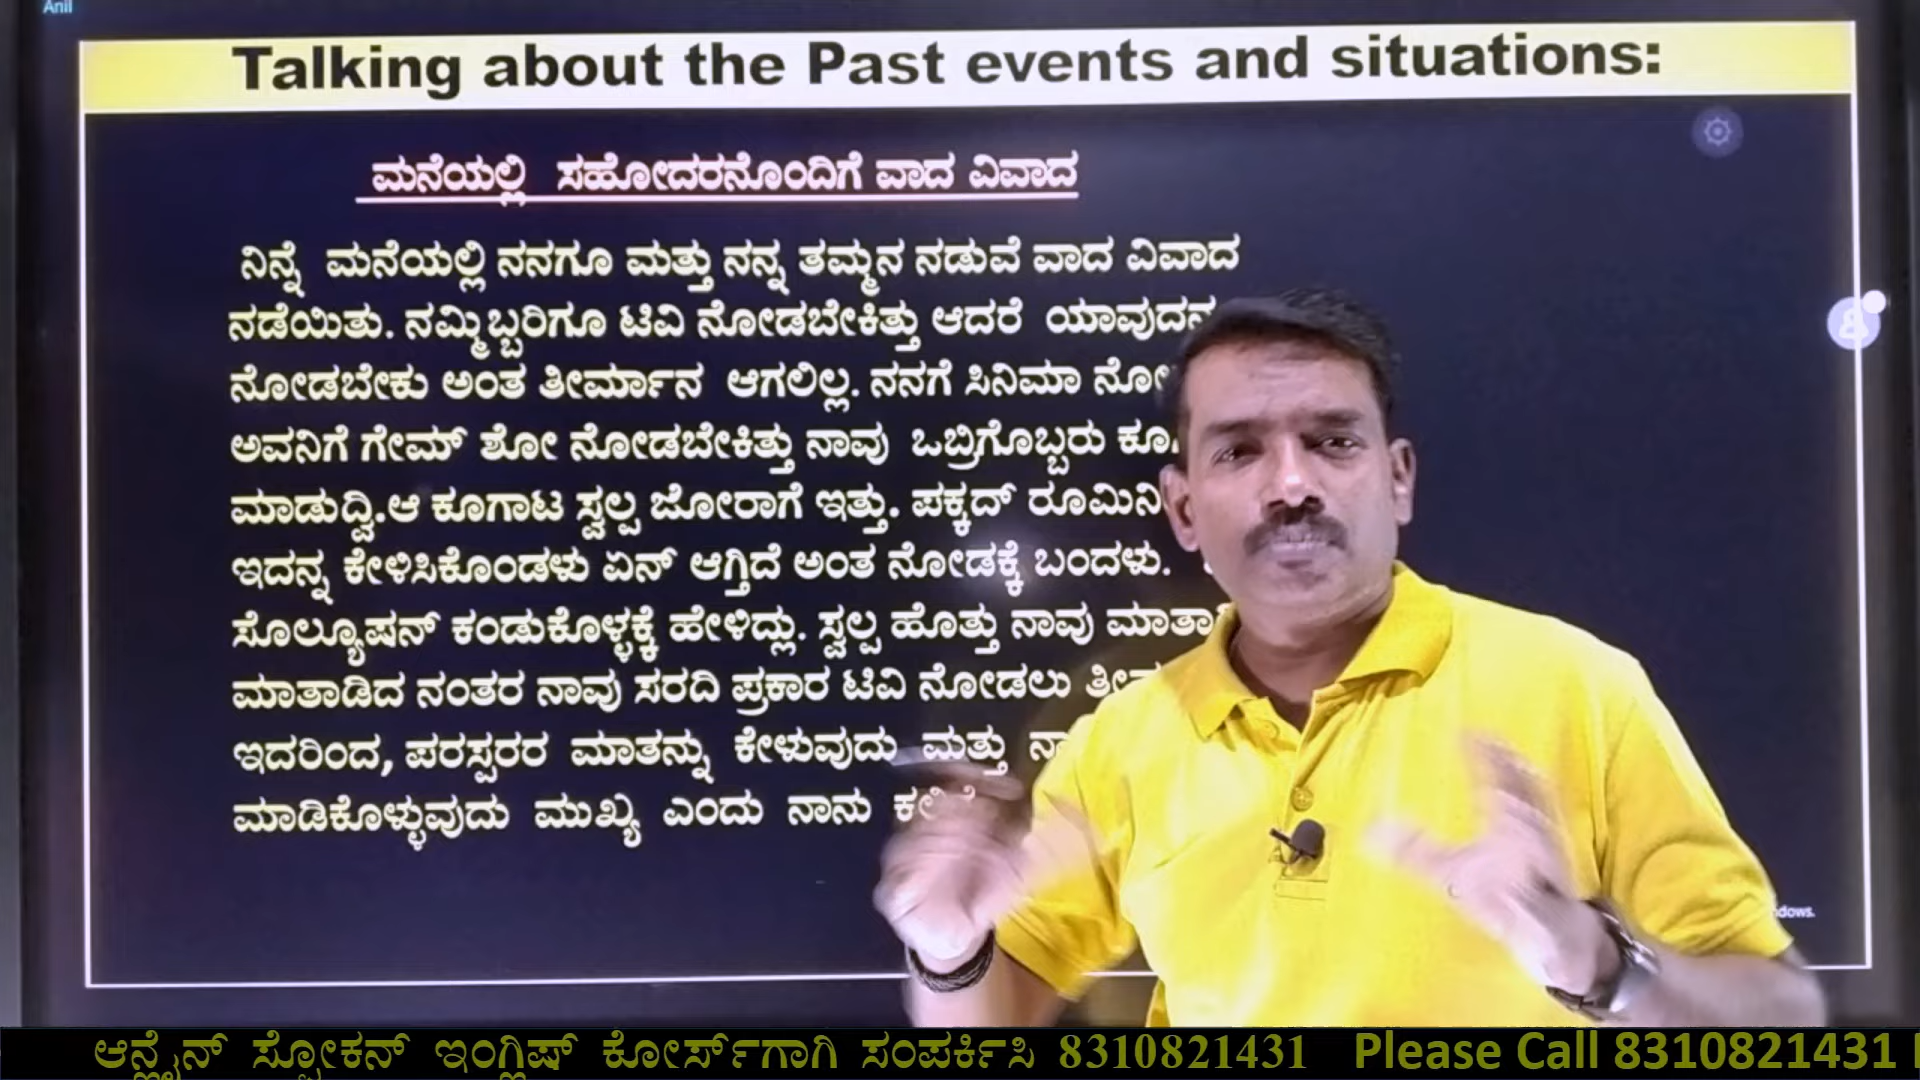 Anil
Talking about the Past events and situations:
ಮನೆಯಲ್ಲಿ ಸಹೋದರನೊಂದಿಗೆ ವಾದ ವಿವಾದ
ನಿನ್ನೆ ಮನೆಯಲ್ಲಿ ನನಗೂ ಮತ್ತು ನನ್ನ ತಮ್ಮನ ನಡುವೆ ವಾದ ವಿವಾದ
ನಡೆಯಿತು. ನಮ್ಮಿಬ್ಬರಿಗೂ ಟಿವಿ ನೋಡಬೇಕಿತ್ತು ಆದರೆ
ನೋಡಬೇಕು ಅಂತ ತೀರ್ಮಾನ ಆಗಲಿಲ್ಲ. ನನಗೆ ಸಿನಿಮಾ
ಅವನಿಗೆ ಗೇಮ್ ಶೋ ನೋಡಬೇಕಿತ್ತು ನಾವು ಒಬ್ರಿಗೊಬ್ಬರು
ಮಾಡುದ್ವಿ.ಆ ಕೂಗಾಟ ಸ್ವಲ್ಪ ಜೋರಾಗೆ ಇತ್ತು. ಪಕ್ಕದ್
ಇದನ್ನ ಕೇಳಿಸಿಕೊಂಡಳು ಏನ್ ಆಗ್ತಿದೆ ಅಂತ ನೋಡಕ್ಕೆ ಬಂದಳು.
ಸೊಲ್ಯೂಷನ್ ಕಂಡುಕೊಳ್ಳಕ್ಕೆ ಹೇಳಿದ್ಲು. ಸ್ವಲ್ಪ ಹೊತ್ತು ನಾವು
ಮಾತಾಡಿದ ನಂತರ ನಾವು ಸರದಿ ಪ್ರಕಾರ ಟಿವಿ ನೋಡಲು
ಇದರಿಂದ, ಪರಸ್ಪರರ ಮಾತನ್ನು ಕೇಳುವುದು ಮತ್ತು
ಮಾಡಿಕೊಳ್ಳುವುದು ಮುಖ್ಯ ಎಂದು ನಾನು
ಆನ್ಲೈನ್ ಸ್ಪೋಕನ್ ಇಂಗ್ಲಿಷ್ ಕೋರ್ಸ್‌ಗಾಗಿ ಸಂಪರ್ಕಿಸಿ 8310821431 Please Call 8310821431